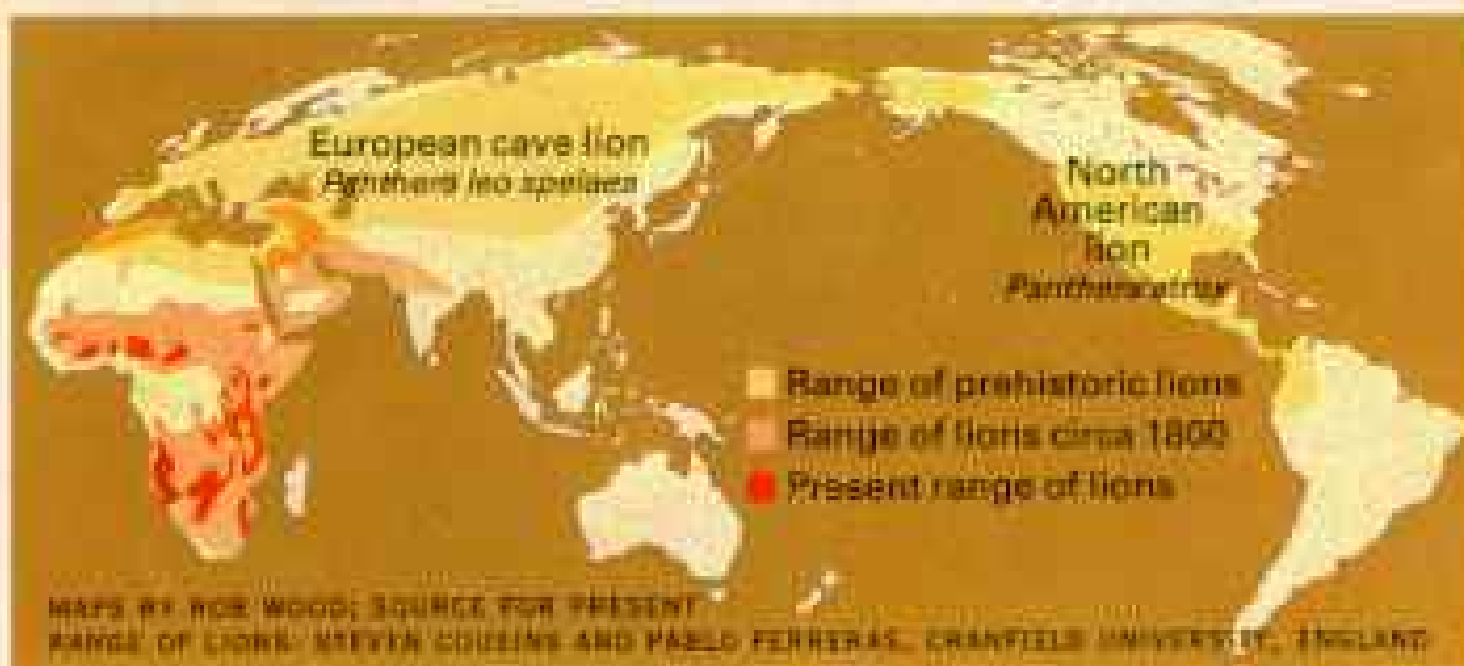 European cave lion
Panthera leo spelaea
North
American
lion
Panthera atrox
Range of prehistoric lions
Range of lions circa 1800
Present range of lions
MAPS BY ROB WOOD; SOURCE FOR PRESENT
RANGE OF LIONS: STEVEN COUSINS AND PABLO FERRERAS, CRANFIELD UNIVERSITY, ENGLAND